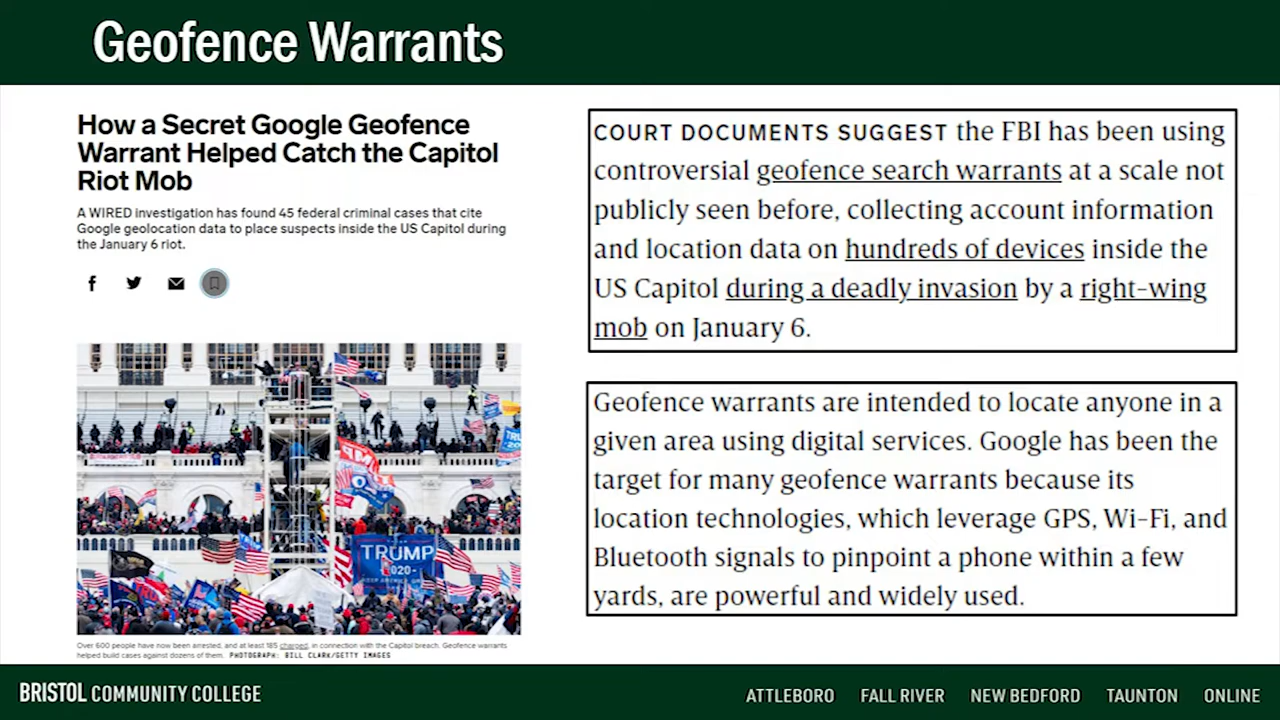 Geofence Warrants
How a Secret Google Geofence
Warrant Helped Catch the Capitol
Riot Mob
A WIRED investigation has found 45 federal criminal cases that cite
Google geolocation data to place suspects inside the US Capitol during
the January 6 riot.
TRUMP
2020
Over 600 people have now been arrested, and at least 185 charged, in connection with the Capitol breach. Geofence warrants
helped build cases against dozens of them. PHOTOGRAPH: BILL CLARK/GETTY IMAGES
COURT DOCUMENTS SUGGEST the FBI has been using
controversial geofence search warrants at a scale not
publicly seen before, collecting account information
and location data on hundreds of devices inside the
US Capitol during a deadly invasion by a right-wing
mob on January 6.
Geofence warrants are intended to locate anyone in a
given area using digital services. Google has been the
target for many geofence warrants because its
location technologies, which leverage GPS, Wi-Fi, and
Bluetooth signals to pinpoint a phone within a few
yards, are powerful and widely used.
BRISTOL COMMUNITY COLLEGE
ATTLEBORO FALL RIVER NEW BEDFORD TAUNTON ONLINE